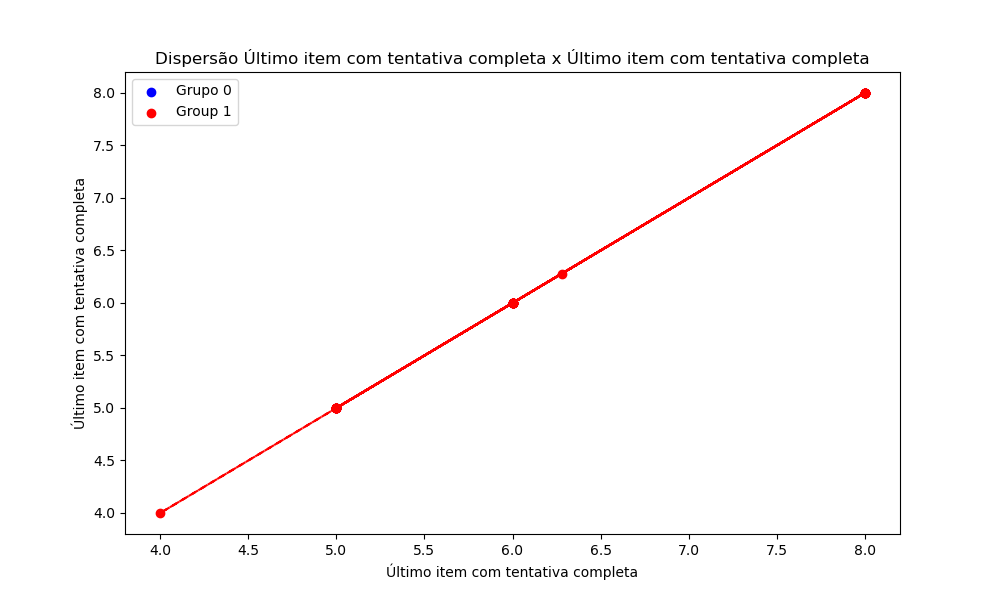 Dispersão Último item com tentativa completa x Último item com tentativa completa
Grupo 0
Group 1
Último item com tentativa completa
8.0
7.5
7.0
6.5
6.0
5.5
5.0
4.5
4.0
4.0 4.5 5.0 5.5 6.0 6.5 7.0 7.5 8.0
Último item com tentativa completa